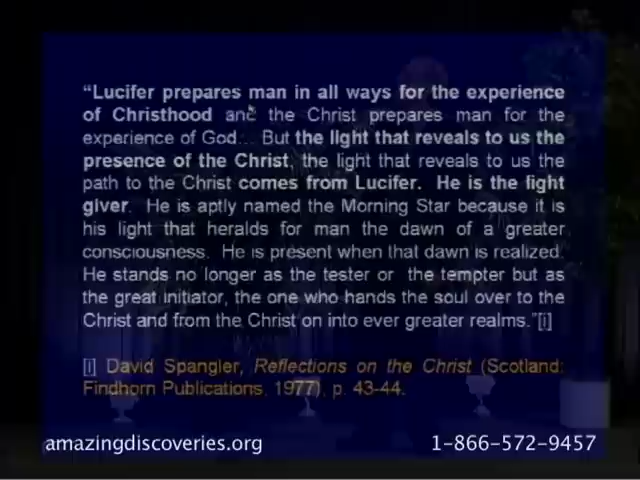 “Lucifer prepares man in all ways for the experience
of Christhood and the Christ prepares man for the
experience of God... But the light that reveals to us the
presence of the Christ, the light that reveals to us the
path to the Christ comes from Lucifer. He is the light
giver. He is aptly named the Morning Star because it is
his light that heralds for man the dawn of a greater
consciousness. He is present when that dawn is realized.
He stands no longer as the tester or the tempter but as
the great initiator, the one who hands the soul over to the
Christ and from the Christ on into ever greater realms.”[i]
[i] David Spangler, Reflections on the Christ (Scotland:
Findhorn Publications, 1977), p. 43-44.
amazingdiscoveries.org 1-866-572-9457